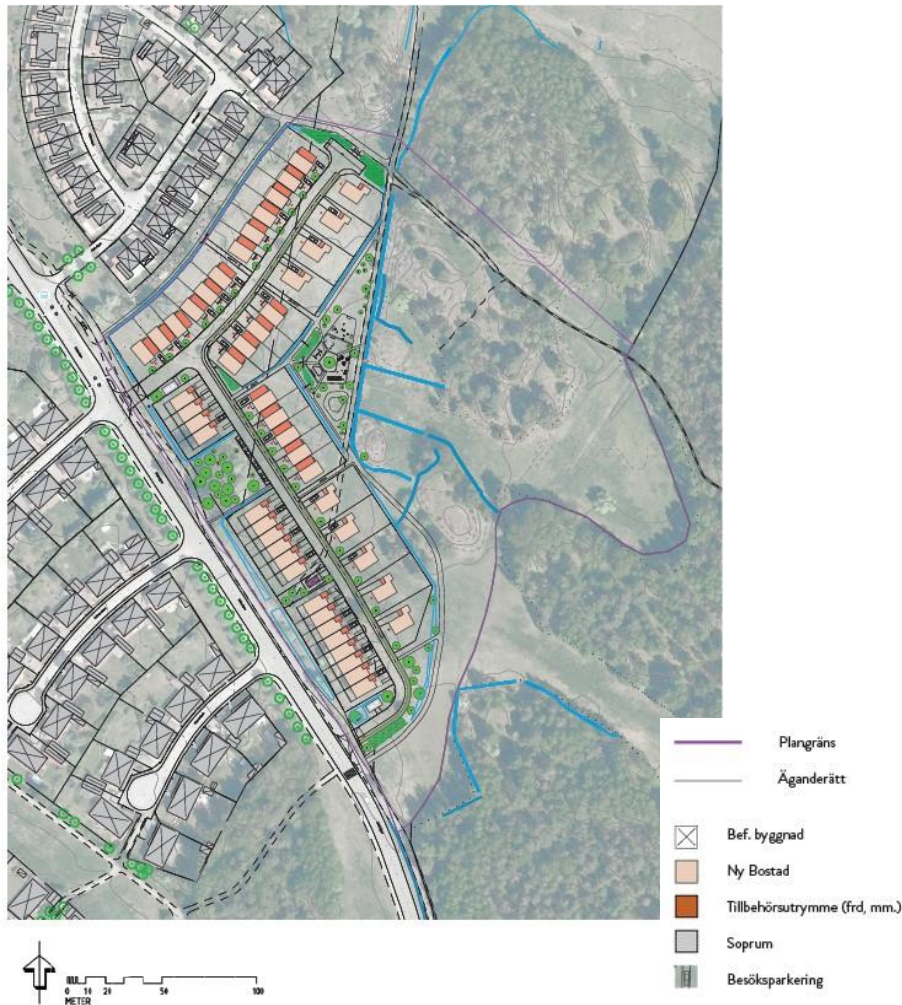 Plangräns
Äganderätt
Bef. byggnad
Ny Bostad
Tillbehörsutrymme (frd, mm.)
Soprum
Besöksparkering
0 10 20 50 100
METER